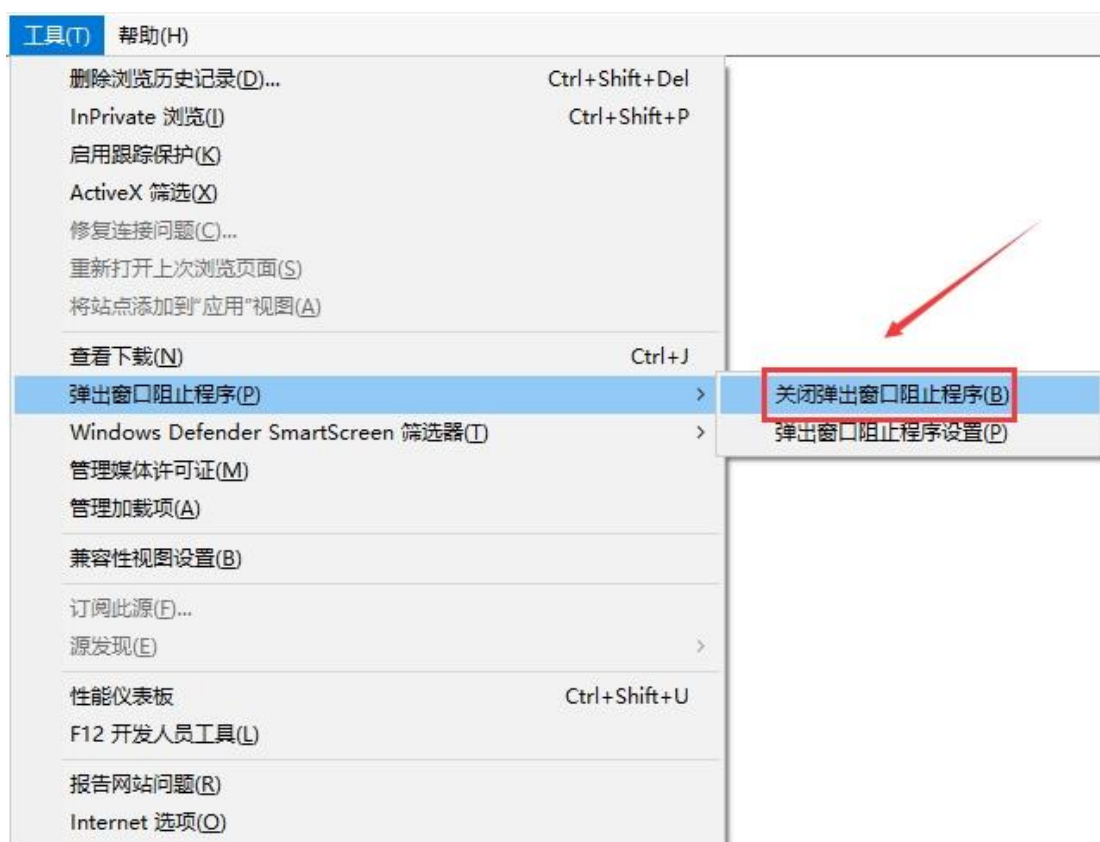 工具(T) 帮助(H)
删除浏览历史记录(D)... Ctrl+Shift+Del
InPrivate 浏览(I) Ctrl+Shift+P
启用跟踪保护(K)
ActiveX 筛选(X)
修复连接问题(C)...
重新打开上次浏览页面(S)
将站点添加到“应用”视图(A)
查看下载(N) Ctrl+J
弹出窗口阻止程序(P) > 关闭弹出窗口阻止程序(B)
Windows Defender SmartScreen 筛选器(T) > 弹出窗口阻止程序设置(P)
管理媒体许可证(M)
管理加载项(A)
兼容性视图设置(B)
订阅此源(F)...
源发现(E) >
性能仪表板 Ctrl+Shift+U
F12 开发人员工具(L)
报告网站问题(R)
Internet 选项(O)